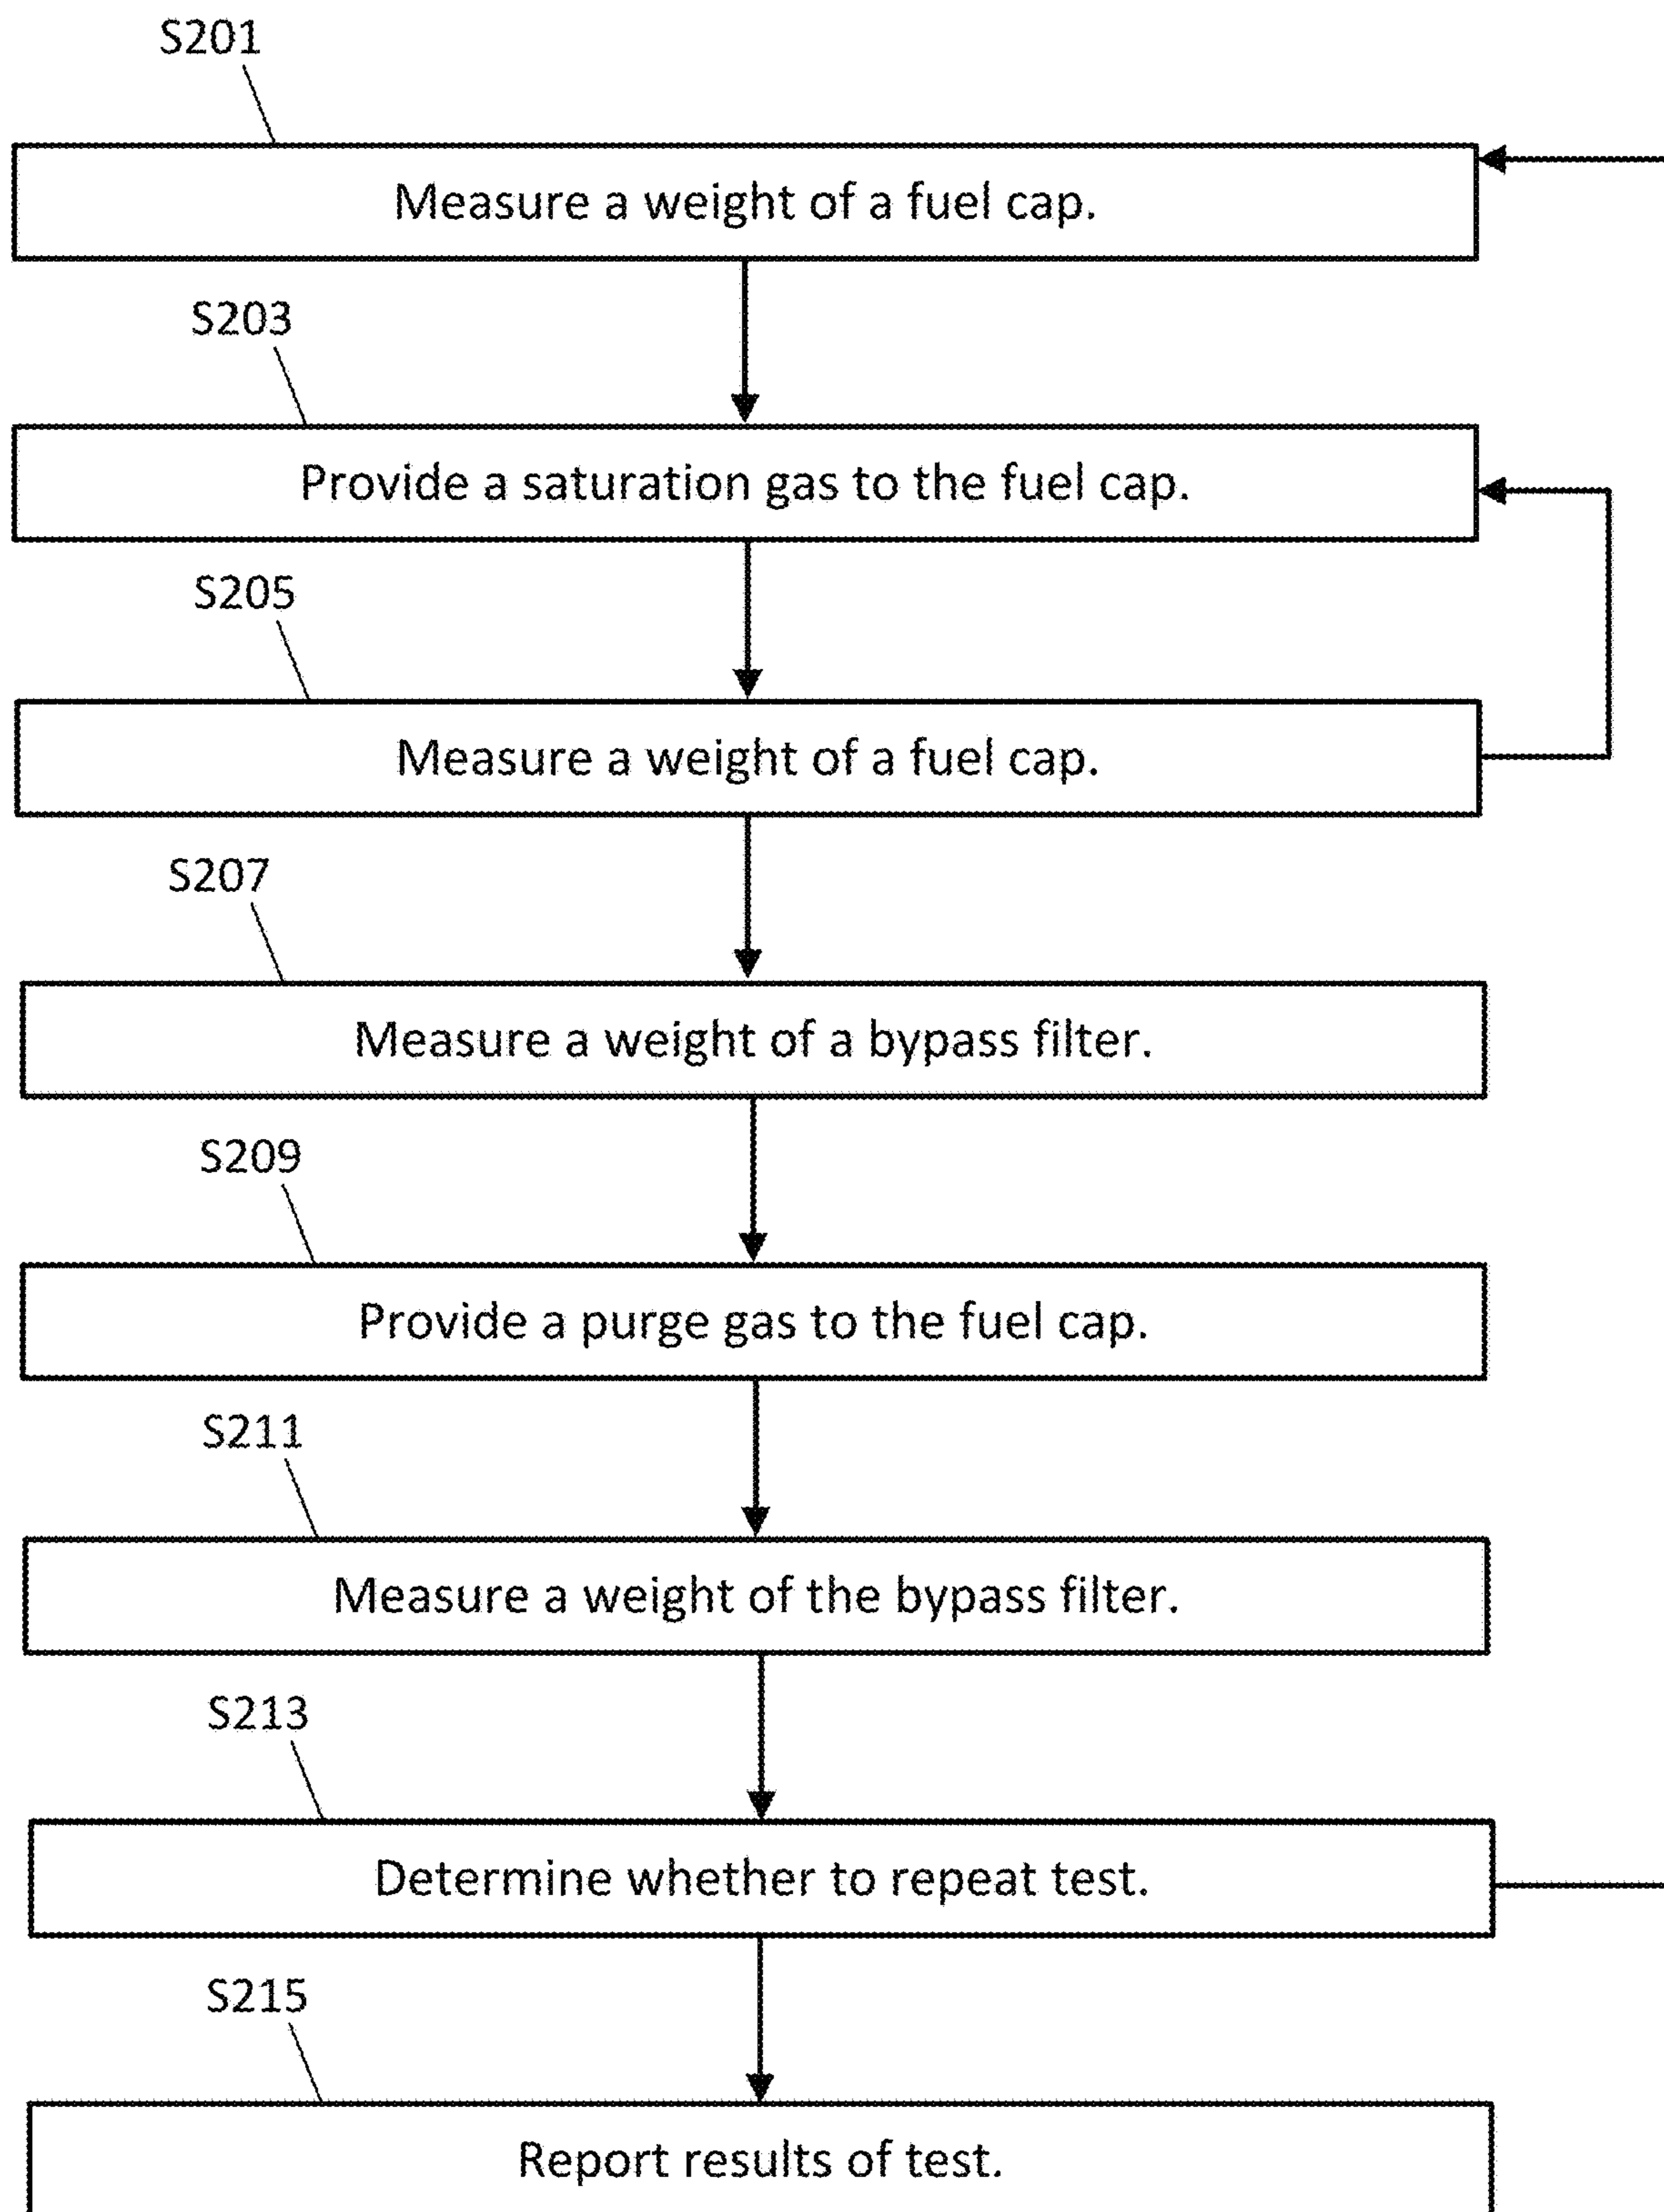 S201
Measure a weight of a fuel cap.
S203
Provide a saturation gas to the fuel cap.
S205
Measure a weight of a fuel cap.
S207
Measure a weight of a bypass filter.
S209
Provide a purge gas to the fuel cap.
S211
Measure a weight of the bypass filter.
S213
Determine whether to repeat test.
S215
Report results of test.